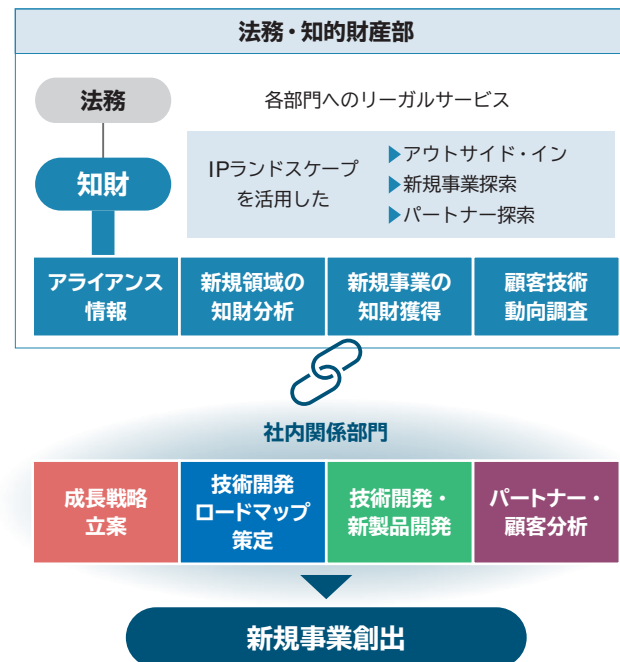 法務・知的財産部
法務
各部門へのリーガルサービス
知財
IPランドスケープ
を活用した
▶アウトサイド・イン
▶新規事業探索
▶パートナー探索
アライアンス
情報
新規領域の
知財分析
新規事業の
知財獲得
顧客技術
動向調査
社内関係部門
成長戦略
立案
技術開発
ロードマップ
策定
技術開発・
新製品開発
パートナー・
顧客分析
新規事業創出